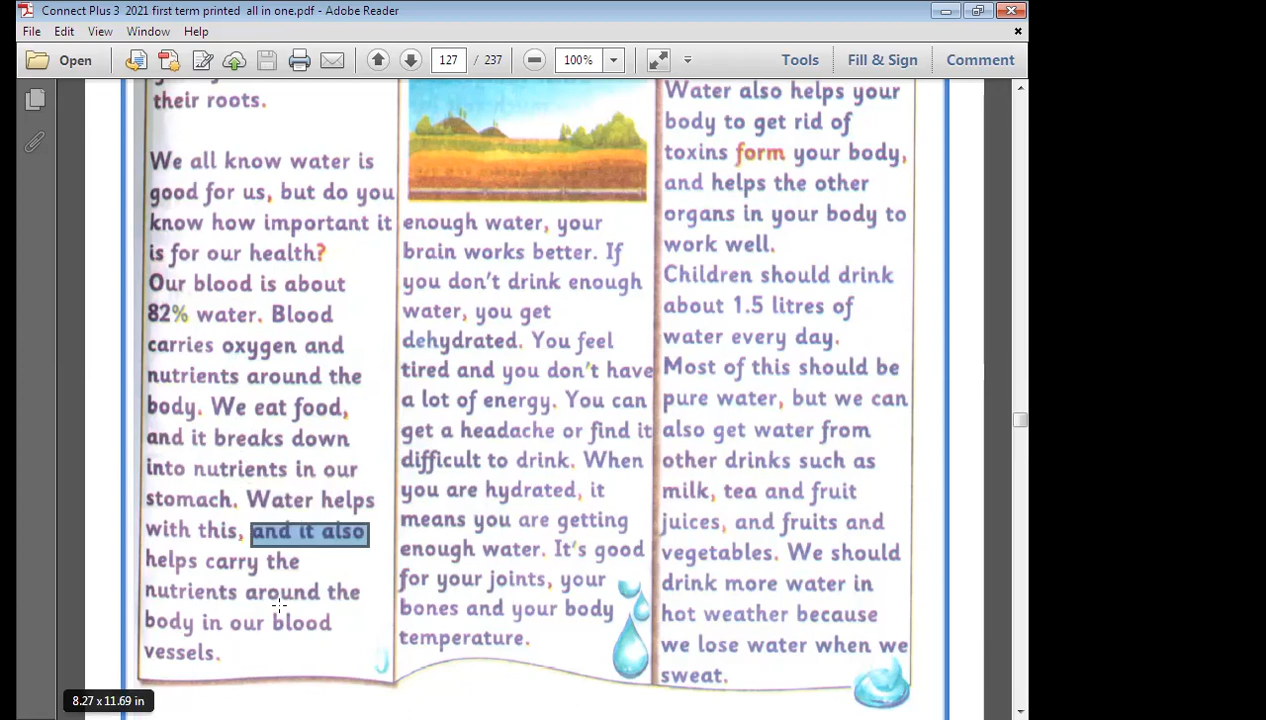 Connect Plus 3 2021 first term printed all in one.pdf - Adobe Reader
File Edit View Window Help
Open 127 / 237 100% Tools Fill & Sign Comment
their roots.
We all know water is
good for us, but do you
know how important it
is for our health?
Our blood is about
82% water. Blood
carries oxygen and
nutrients around the
body. We eat food,
and it breaks down
into nutrients in our
stomach. Water helps
with this, and it also
helps carry the
nutrients around the
body in our blood
vessels.
enough water, your
brain works better. If
you don't drink enough
water, you get
dehydrated. You feel
tired and you don't have
a lot of energy. You can
get a headache or find it
difficult to drink. When
you are hydrated, it
means you are getting
enough water. It's good
for your joints, your
bones and your body
temperature.
Water also helps your
body to get rid of
toxins form your body,
and helps the other
organs in your body to
work well.
Children should drink
about 1.5 litres of
water every day.
Most of this should be
pure water, but we can
also get water from
other drinks such as
milk, tea and fruit
juices, and fruits and
vegetables. We should
drink more water in
hot weather because
we lose water when we
sweat.
8.27 x 11.69 in